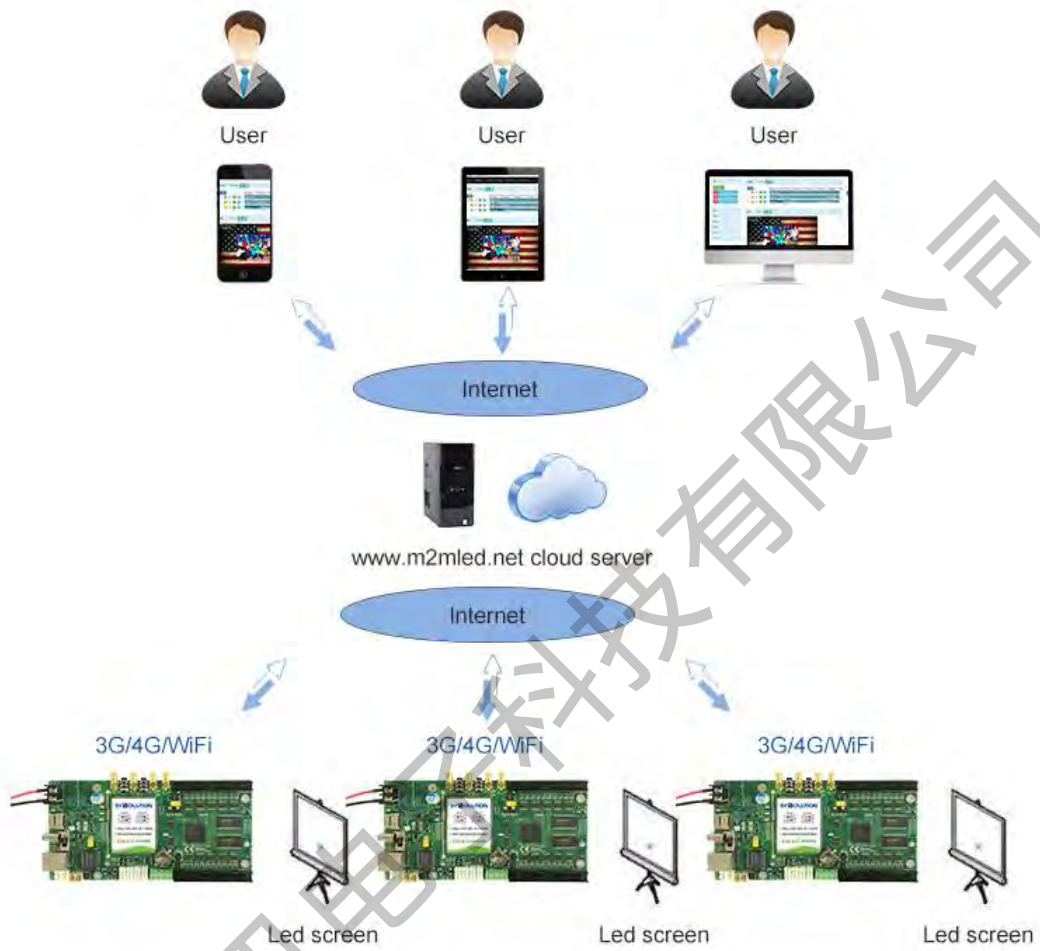 User
User
User
Internet
www.m2mled.net cloud server
Internet
3G/4G/WiFi
3G/4G/WiFi
3G/4G/WiFi
Led screen
Led screen
Led screen
电子科技有限公司